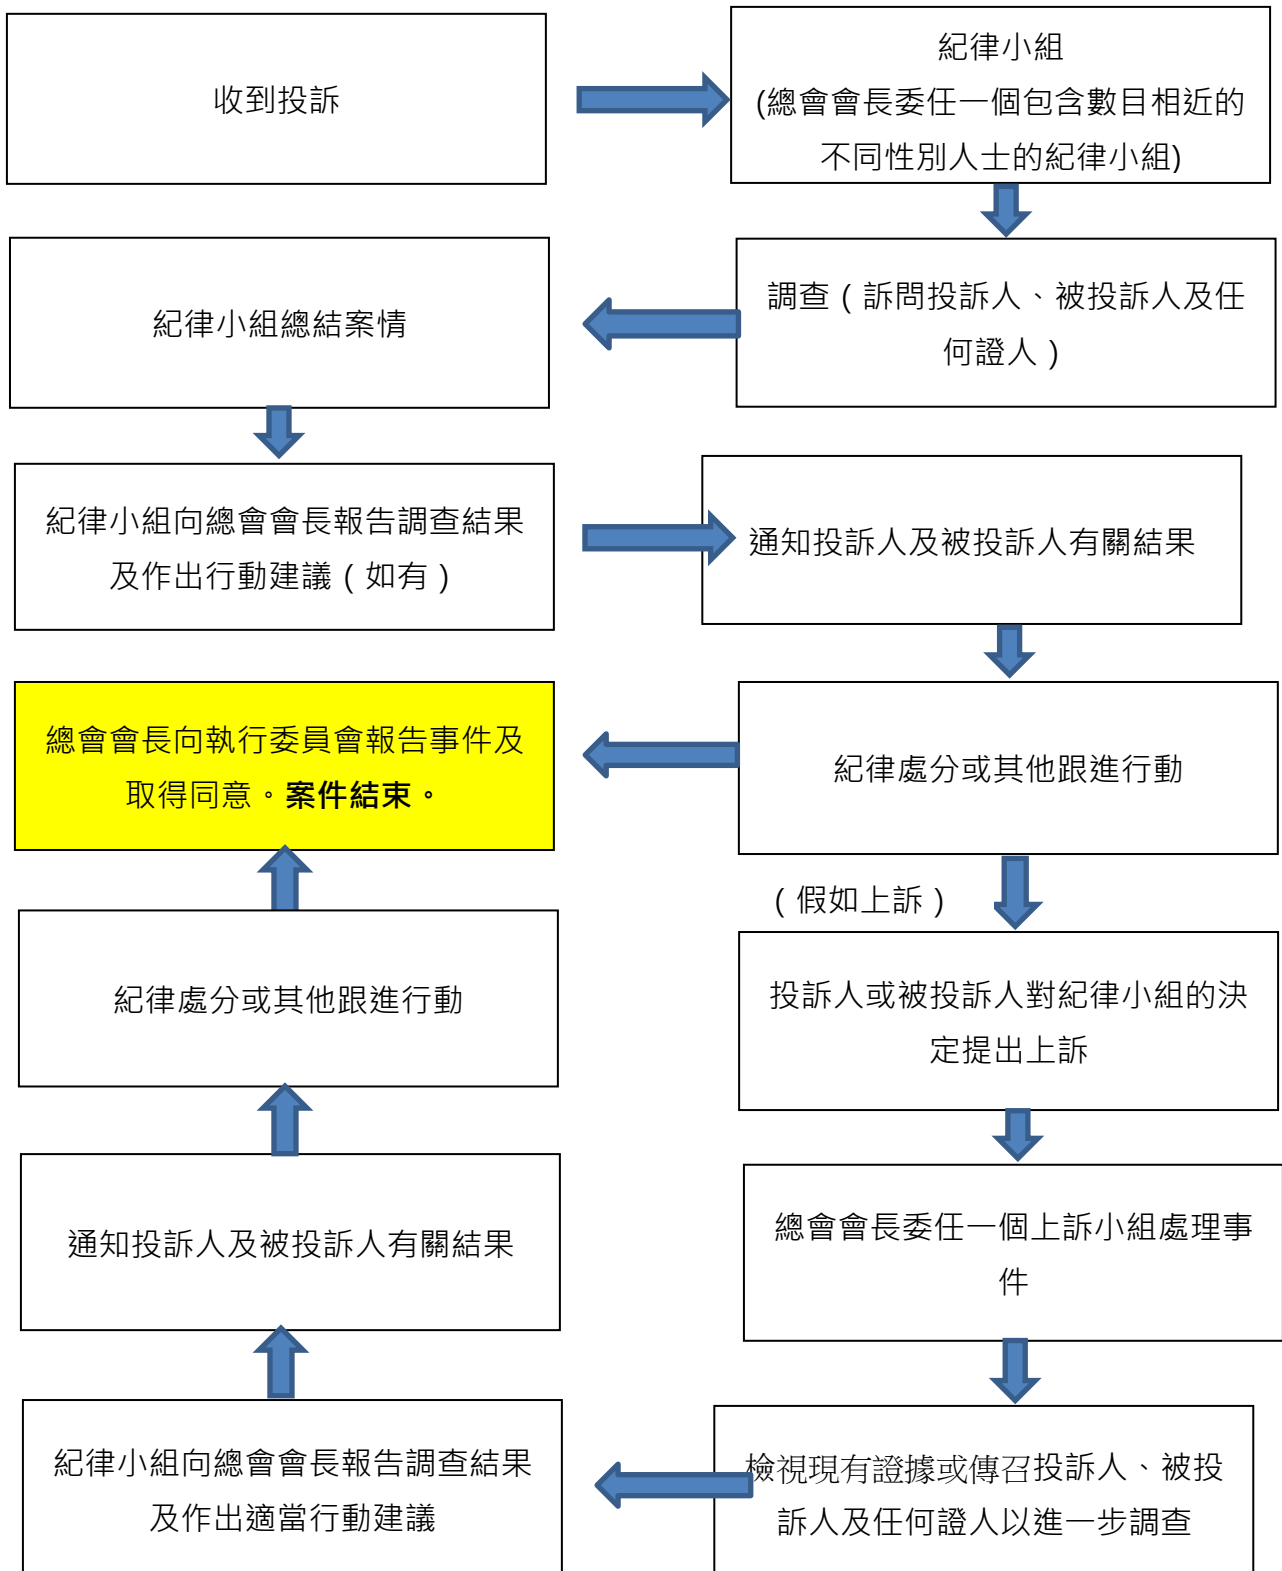 收到投訴
紀律小組
(總會會長委任一個包含數目相近的
不同性別人士的紀律小組)
調查（訴問投訴人、被投訴人及任
何證人）
紀律小組總結案情
紀律小組向總會會長報告調查結果
及作出行動建議（如有）
通知投訴人及被投訴人有關結果
紀律處分或其他跟進行動
總會會長向執行委員會報告事件及
取得同意。案件結束。
（假如上訴）
投訴人或被投訴人對紀律小組的決
定提出上訴
總會會長委任一個上訴小組處理事
件
檢視現有證據或傳召投訴人、被投
訴人及任何證人以進一步調查
紀律小組向總會會長報告調查結果
及作出適當行動建議
通知投訴人及被投訴人有關結果
紀律處分或其他跟進行動